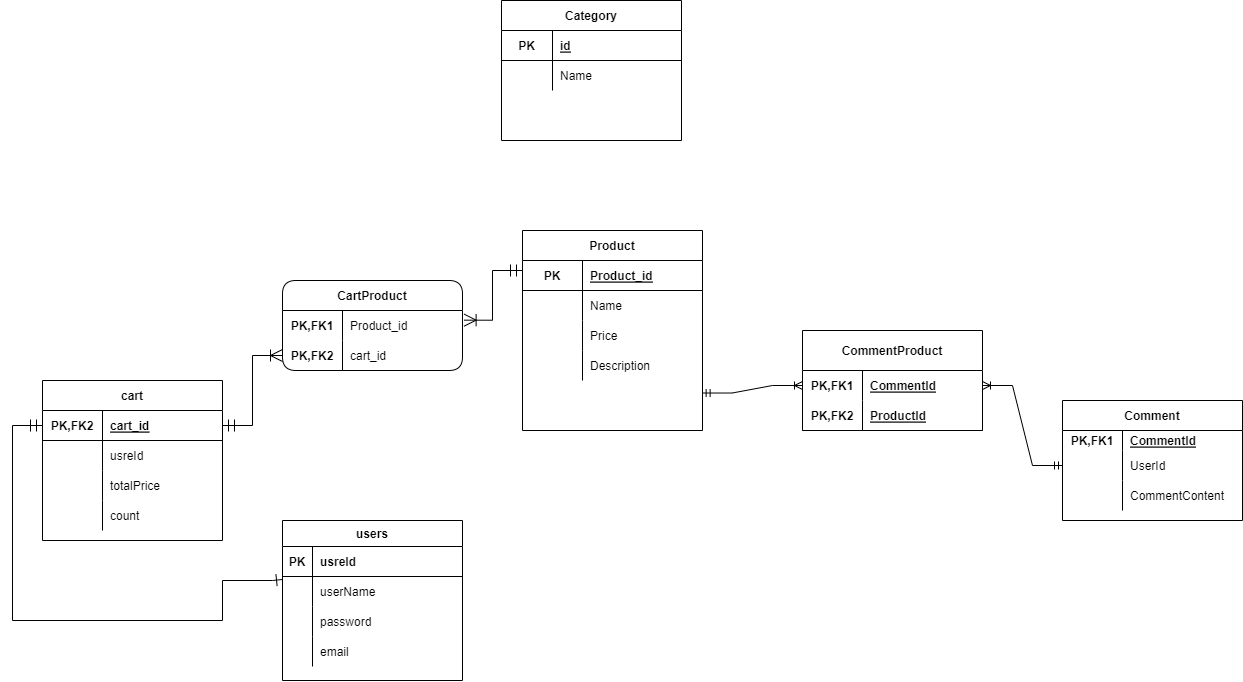 Category
PK id
Name
Product
PK Product_id
Name
Price
Description
CartProduct
PK,FK1 Product_id
PK,FK2 cart_id
CommentProduct
PK,FK1 CommentId
PK,FK2 ProductId
cart
PK,FK2 cart_id
usreId
totalPrice
count
Comment
PK,FK1 CommentId
UserId
CommentContent
users
PK usreId
userName
password
email